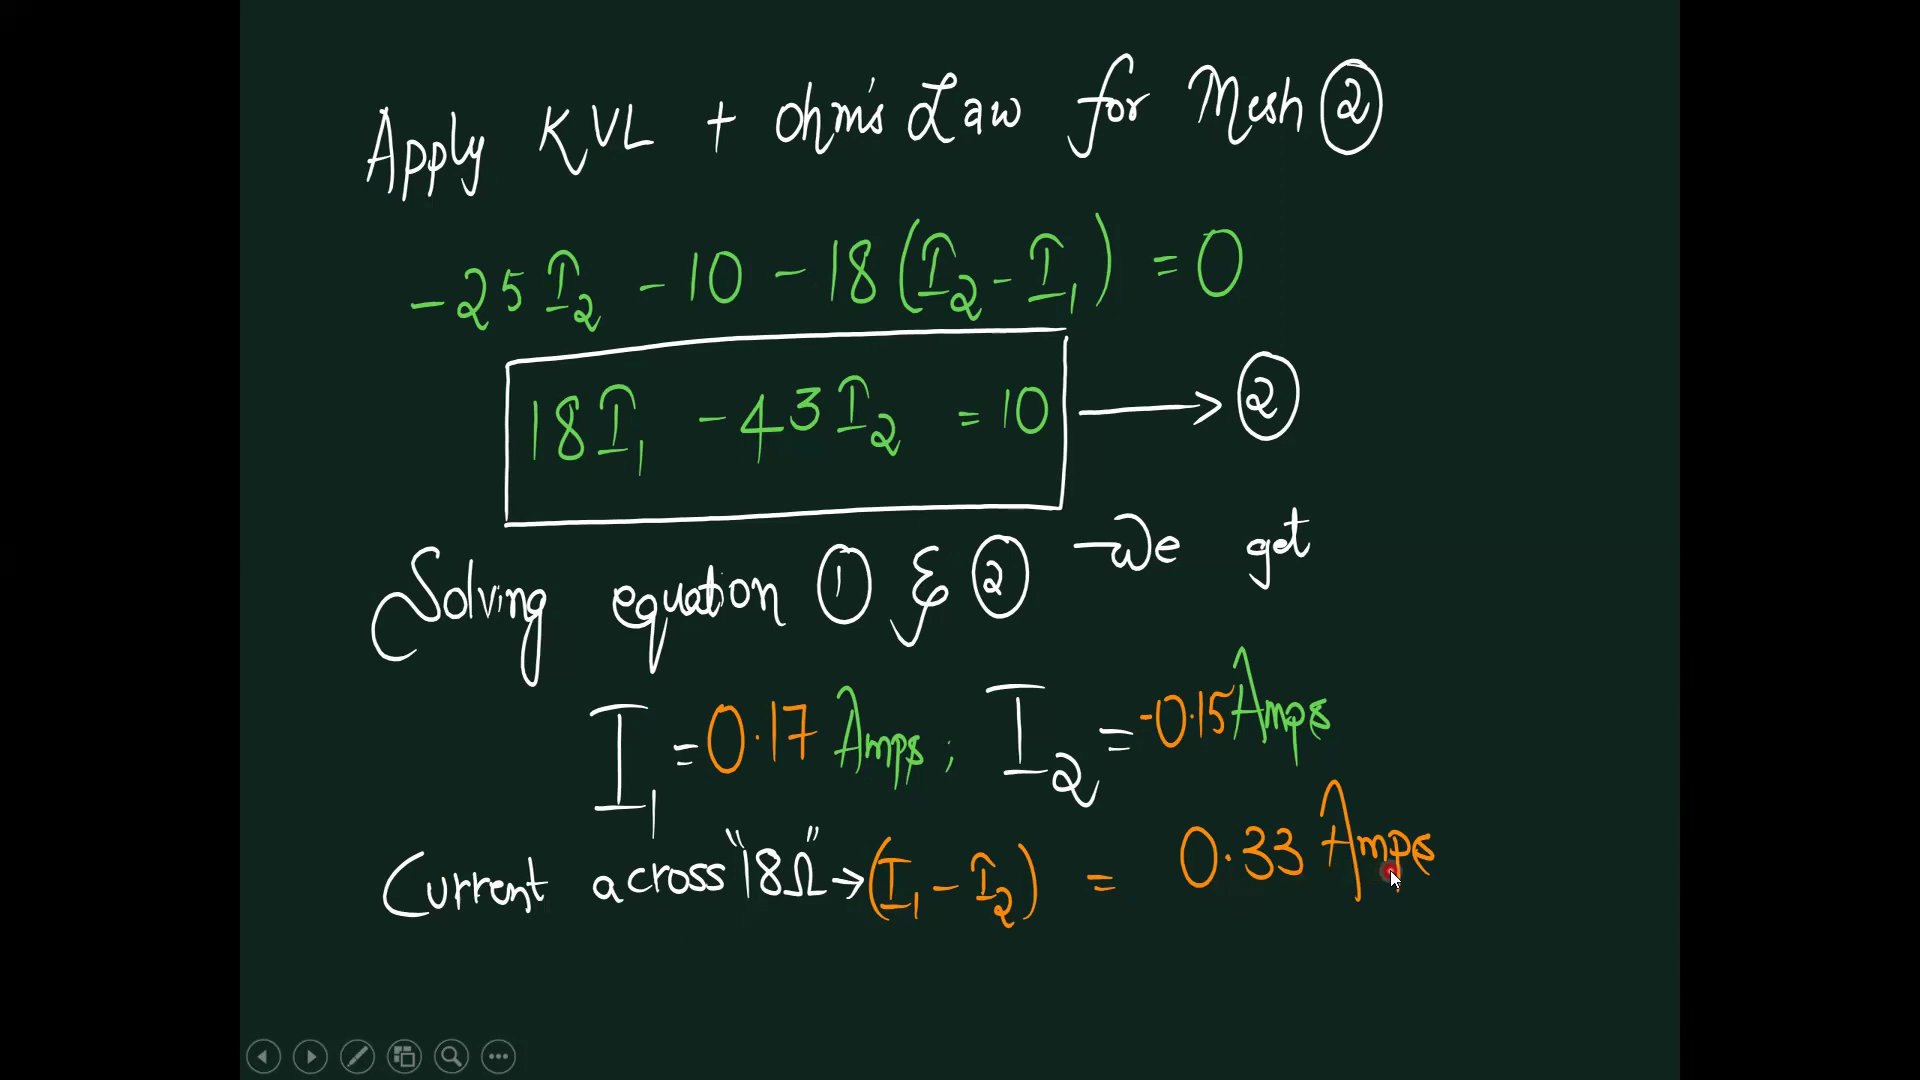 Apply KVL + ohm's Law for Mesh ②
-25I₂ - 10 - 18(I₂ - I₁) = 0
18I₁ - 43I₂ = 10 → ②
Solving equation ① & ② we get
I₁ = 0.17 Amps; I₂ = -0.15 Amps
Current across "18Ω" → (I₁ - I₂) = 0.33 Amps